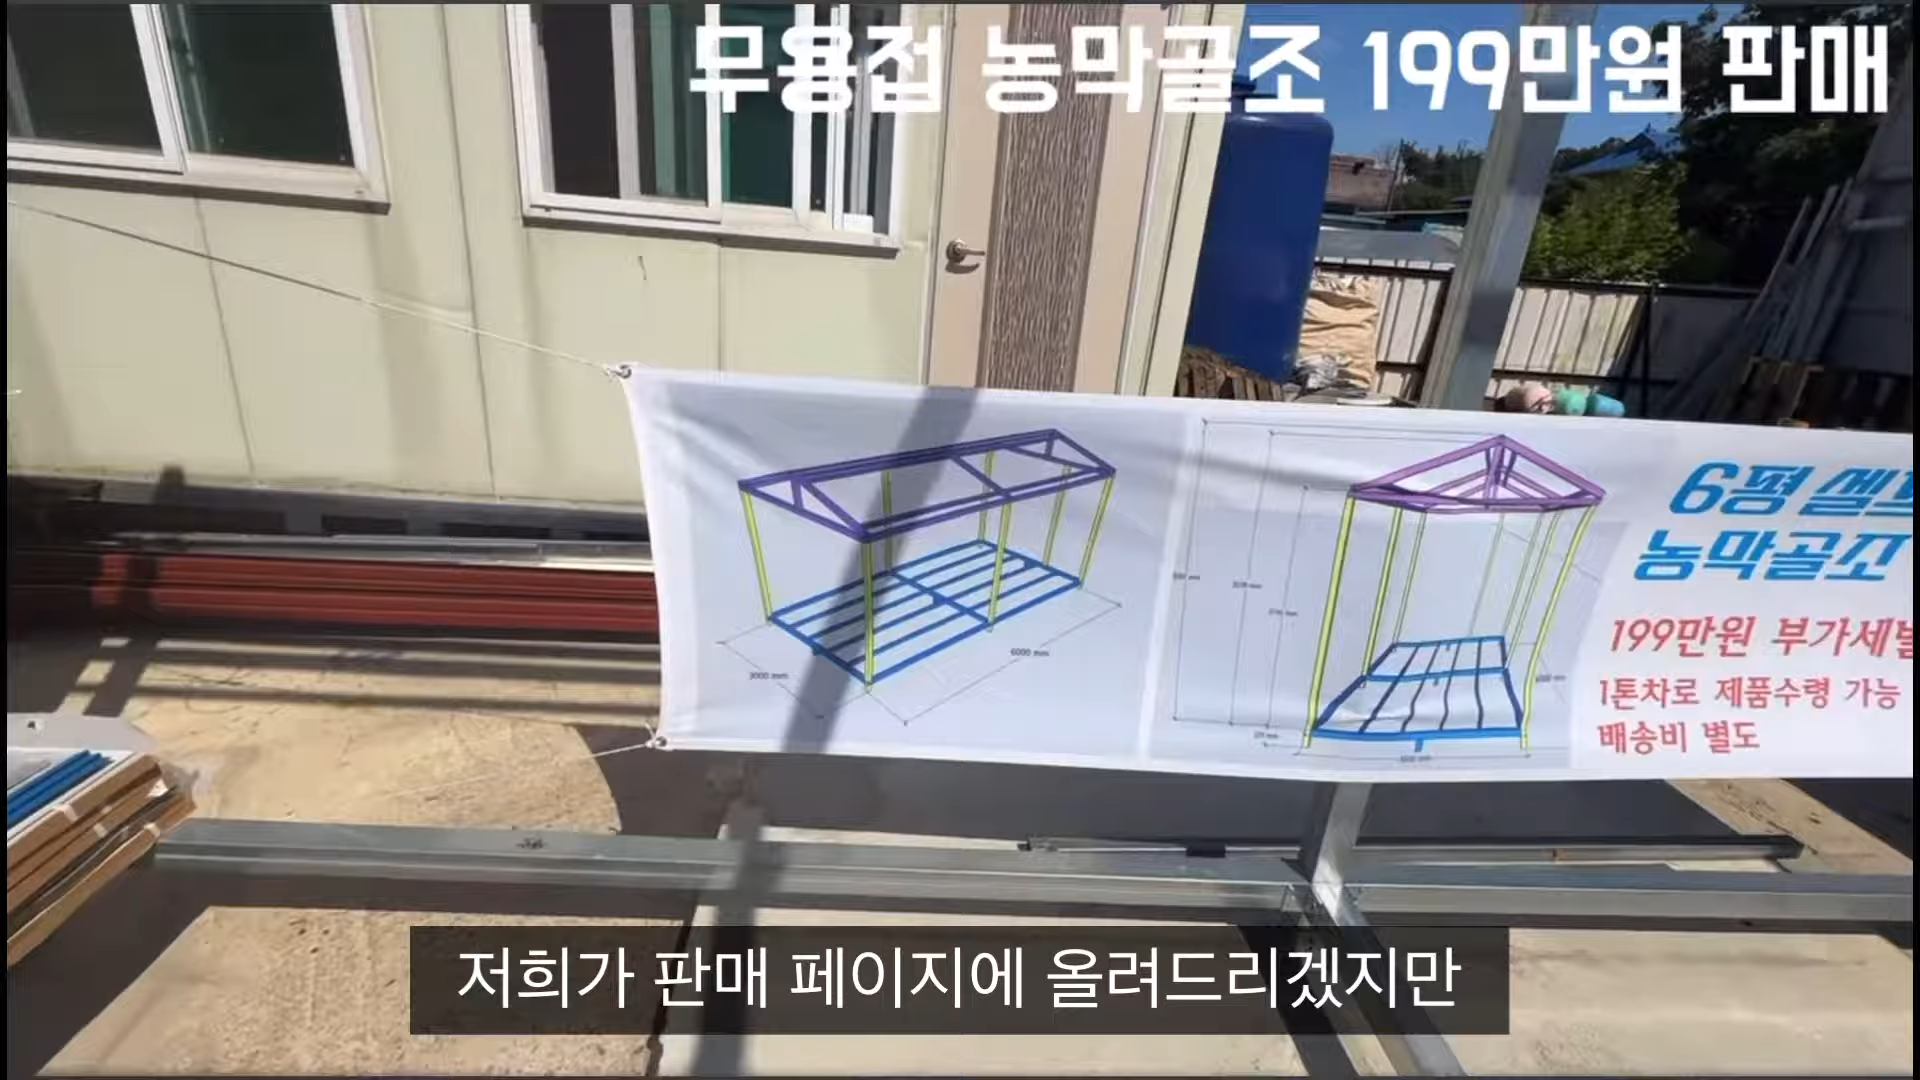 무용접 농막골조 199만원 판매
3000 mm
6000 mm
6평
농막골조
199만원 부가세별
1톤차로 제품수령 가능
배송비 별도
저희가 판매 페이지에 올려드리겠지만